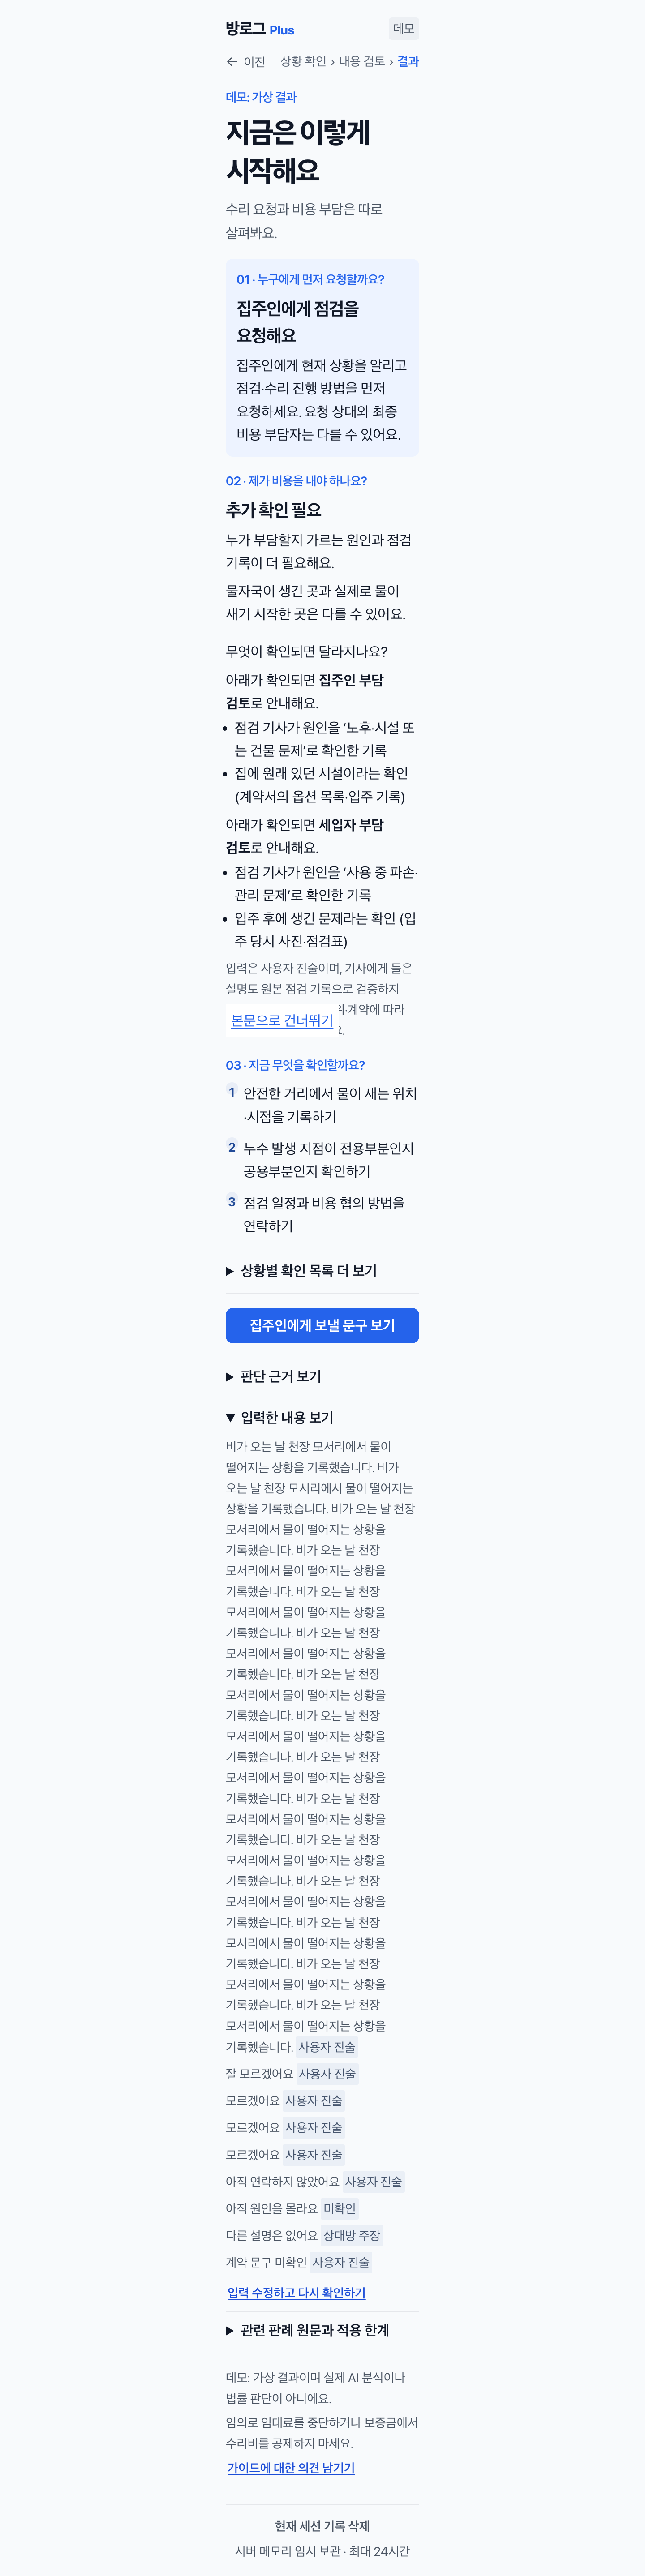 방로그 Plus
데모
← 이전 상황 확인 › 내용 검토 › 결과
데모: 가상 결과
지금은 이렇게
시작해요
수리 요청과 비용 부담은 따로
살펴봐요.
01 · 누구에게 먼저 요청할까요?
집주인에게 점검을
요청해요
집주인에게 현재 상황을 알리고
점검·수리 진행 방법을 먼저
요청하세요. 요청 상대와 최종
비용 부담자는 다를 수 있어요.
02 · 제가 비용을 내야 하나요?
추가 확인 필요
누가 부담할지 가르는 원인과 점검
기록이 더 필요해요.
물자국이 생긴 곳과 실제로 물이
새기 시작한 곳은 다를 수 있어요.
무엇이 확인되면 달라지나요?
아래가 확인되면 집주인 부담
검토로 안내해요.
• 점검 기사가 원인을 ‘노후·시설 또
는 건물 문제’로 확인한 기록
• 집에 원래 있던 시설이라는 확인
(계약서의 옵션 목록·입주 기록)
아래가 확인되면 세입자 부담
검토로 안내해요.
• 점검 기사가 원인을 ‘사용 중 파손·
관리 문제’로 확인한 기록
• 입주 후에 생긴 문제라는 확인 (입
주 당시 사진·점검표)
입력은 사용자 진술이며, 기사에게 들은
설명도 원본 점검 기록으로 검증하지
·계약에 따라
본문으로 건너뛰기
03 · 지금 무엇을 확인할까요?
1 안전한 거리에서 물이 새는 위치
·시점을 기록하기
2 누수 발생 지점이 전용부분인지
공용부분인지 확인하기
3 점검 일정과 비용 협의 방법을
연락하기
▶ 상황별 확인 목록 더 보기
집주인에게 보낼 문구 보기
▶ 판단 근거 보기
▼ 입력한 내용 보기
비가 오는 날 천장 모서리에서 물이
떨어지는 상황을 기록했습니다. 비가
오는 날 천장 모서리에서 물이 떨어지는
상황을 기록했습니다. 비가 오는 날 천장
모서리에서 물이 떨어지는 상황을
기록했습니다. 비가 오는 날 천장
모서리에서 물이 떨어지는 상황을
기록했습니다. 비가 오는 날 천장
모서리에서 물이 떨어지는 상황을
기록했습니다. 비가 오는 날 천장
모서리에서 물이 떨어지는 상황을
기록했습니다. 비가 오는 날 천장
모서리에서 물이 떨어지는 상황을
기록했습니다. 비가 오는 날 천장
모서리에서 물이 떨어지는 상황을
기록했습니다. 비가 오는 날 천장
모서리에서 물이 떨어지는 상황을
기록했습니다. 비가 오는 날 천장
모서리에서 물이 떨어지는 상황을
기록했습니다. 비가 오는 날 천장
모서리에서 물이 떨어지는 상황을
기록했습니다. 비가 오는 날 천장
모서리에서 물이 떨어지는 상황을
기록했습니다. 비가 오는 날 천장
모서리에서 물이 떨어지는 상황을
기록했습니다. 비가 오는 날 천장
모서리에서 물이 떨어지는 상황을
기록했습니다. 비가 오는 날 천장
모서리에서 물이 떨어지는 상황을
기록했습니다. 사용자 진술
잘 모르겠어요 사용자 진술
모르겠어요 사용자 진술
모르겠어요 사용자 진술
모르겠어요 사용자 진술
아직 연락하지 않았어요 사용자 진술
아직 원인을 몰라요 미확인
다른 설명은 없어요 상대방 주장
계약 문구 미확인 사용자 진술
입력 수정하고 다시 확인하기
▶ 관련 판례 원문과 적용 한계
데모: 가상 결과이며 실제 AI 분석이나
법률 판단이 아니에요.
임의로 임대료를 중단하거나 보증금에서
수리비를 공제하지 마세요.
가이드에 대한 의견 남기기
현재 세션 기록 삭제
서버 메모리 임시 보관 · 최대 24시간